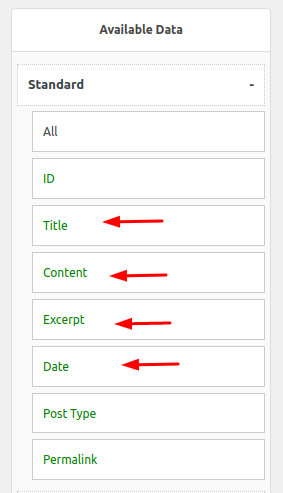 Available Data
Standard -
All
ID
Title
Content
Excerpt
Date
Post Type
Permalink